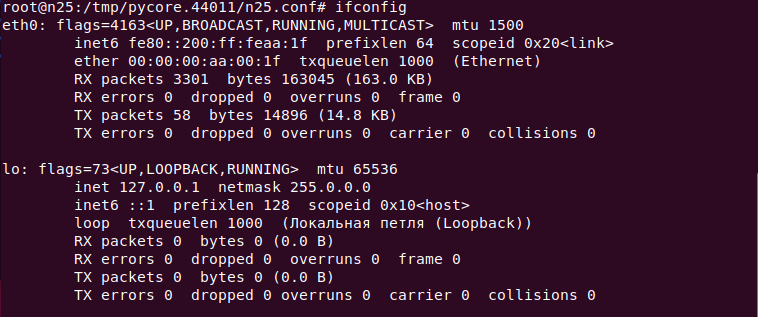 root@n25:/tmp/pycore.44011/n25.conf# ifconfig
eth0: flags=4163<UP,BROADCAST,RUNNING,MULTICAST>  mtu 1500
        inet6 fe80::200:ff:feaa:1f  prefixlen 64  scopeid 0x20<link>
        ether 00:00:00:aa:00:1f  txqueuelen 1000  (Ethernet)
        RX packets 3301  bytes 163045 (163.0 KB)
        RX errors 0  dropped 0  overruns 0  frame 0
        TX packets 58  bytes 14896 (14.8 KB)
        TX errors 0  dropped 0 overruns 0  carrier 0  collisions 0

lo: flags=73<UP,LOOPBACK,RUNNING>  mtu 65536
        inet 127.0.0.1  netmask 255.0.0.0
        inet6 ::1  prefixlen 128  scopeid 0x10<host>
        loop  txqueuelen 1000  (Локальная петля (Loopback))
        RX packets 0  bytes 0 (0.0 B)
        RX errors 0  dropped 0  overruns 0  frame 0
        TX packets 0  bytes 0 (0.0 B)
        TX errors 0  dropped 0 overruns 0  carrier 0  collisions 0